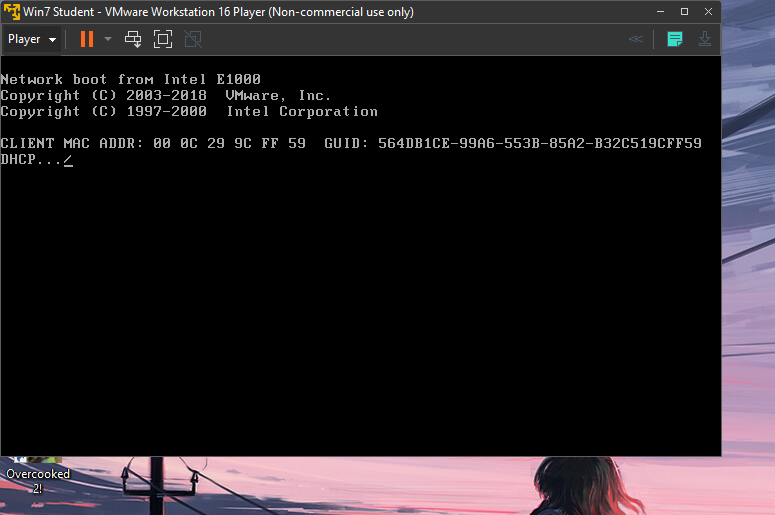 Win7 Student - VMware Workstation 16 Player (Non-commercial use only)
Player
Network boot from Intel E1000
Copyright (C) 2003-2018  VMware, Inc.
Copyright (C) 1997-2000  Intel Corporation
CLIENT MAC ADDR: 00 0C 29 9C FF 59  GUID: 564DB1CE-99A6-553B-85A2-B32C519CFF59
DHCP.../
Overcooked
2!